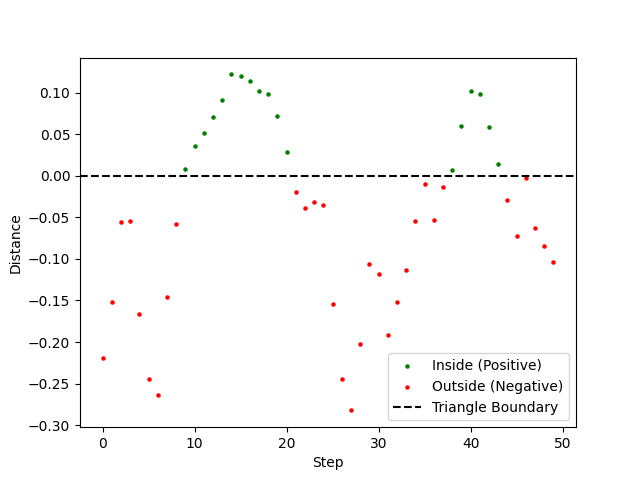 0.10
0.05
0.00
−0.05
−0.10
−0.15
−0.20
−0.25
−0.30
Distance
0 10 20 30 40 50
Step
Inside (Positive)
Outside (Negative)
Triangle Boundary